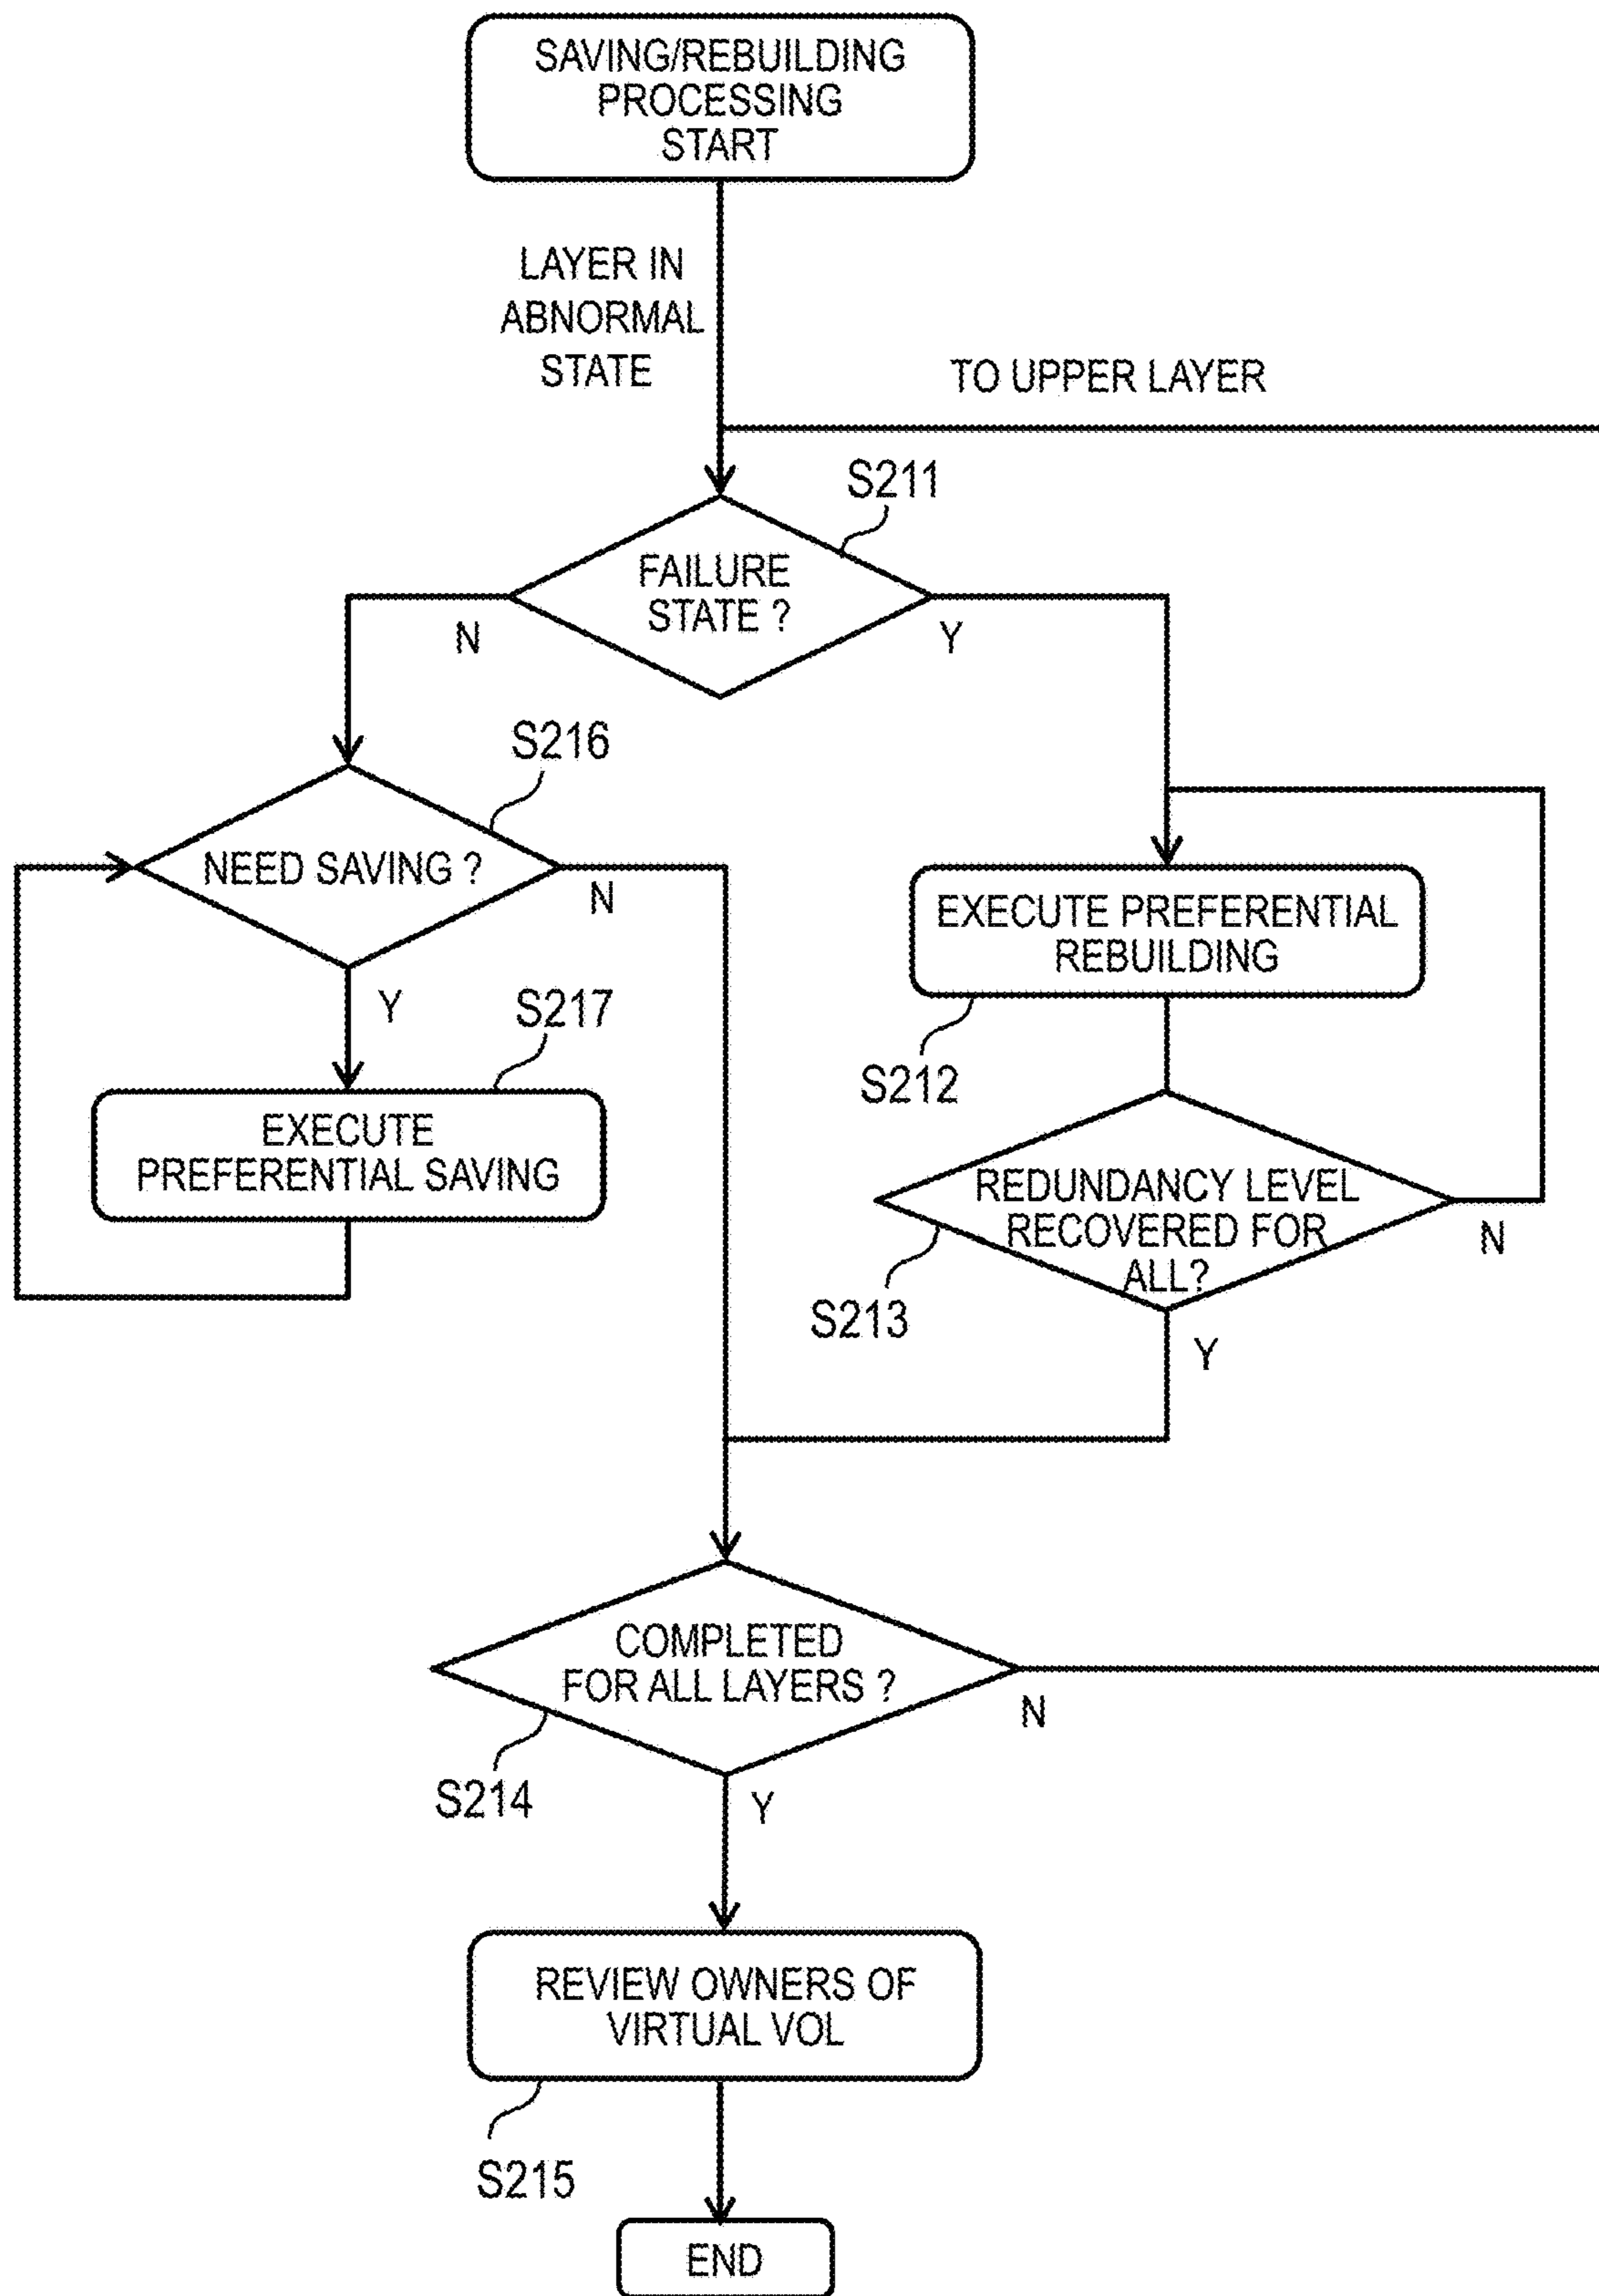 SAVING/REBUILDING
PROCESSING
START
LAYER IN
ABNORMAL
STATE
TO UPPER LAYER
S211
FAILURE
STATE ?
N
Y
S216
NEED SAVING ?
N
Y
EXECUTE PREFERENTIAL
REBUILDING
S212
S217
EXECUTE
PREFERENTIAL SAVING
REDUNDANCY LEVEL
RECOVERED FOR
ALL?
N
S213
Y
COMPLETED
FOR ALL LAYERS ?
N
S214
Y
REVIEW OWNERS OF
VIRTUAL VOL
S215
END